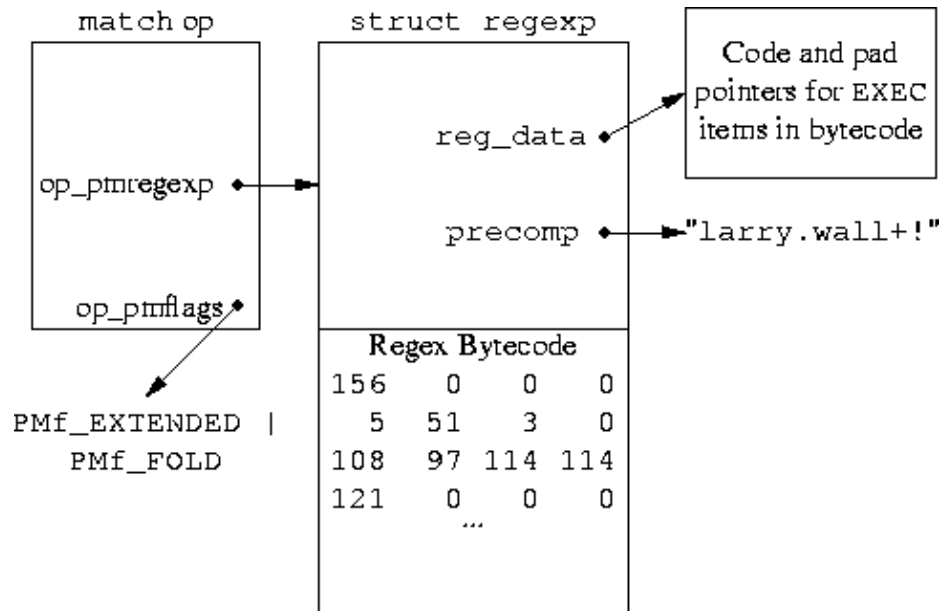 match op
op_pmregexp
op_pmflags
PMf_EXTENDED |
PMf_FOLD
struct regexp
reg_data
precomp
Code and pad
pointers for EXEC
items in bytecode
"larry.wall+!"
Regex Bytecode
156 0 0 0
5 51 3 0
108 97 114 114
121 0 0 0
...